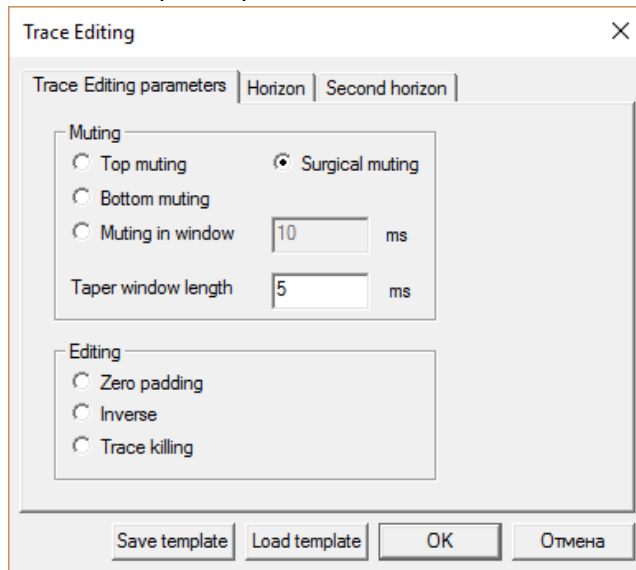 Trace Editing
Trace Editing parameters Horizon Second horizon
Muting
Top muting Surgical muting
Bottom muting
Muting in window 10 ms
Taper window length 5 ms
Editing
Zero padding
Inverse
Trace killing
Save template Load template OK Отмена